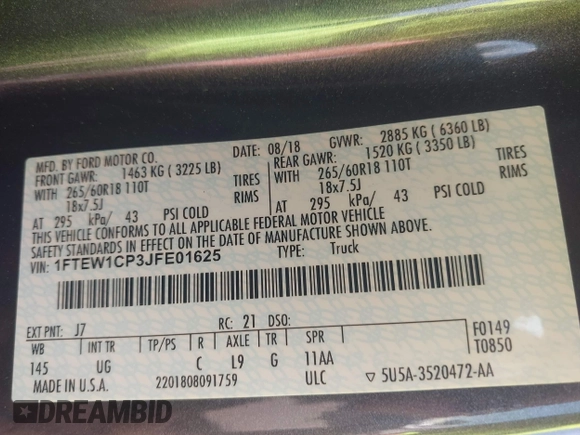 MFD. BY FORD MOTOR CO. DATE: 08/18 GVWR: 2885 KG ( 6360 LB)
FRONT GAWR: 1463 KG ( 3225 LB) REAR GAWR: 1520 KG ( 3350 LB)
WITH 265/60R18 110T TIRES WITH 265/60R18 110T TIRES
18x7.5J RIMS 18x7.5J RIMS
AT 295 kPa/ 43 PSI COLD AT 295 kPa/ 43 PSI COLD
THIS VEHICLE CONFORMS TO ALL APPLICABLE FEDERAL MOTOR VEHICLE
SAFETY STANDARDS IN EFFECT ON THE DATE OF MANUFACTURE SHOWN ABOVE.
VIN: 1FTEW1CP3JFE01625 TYPE: Truck
EXT PNT: J7 RC: 21 DSO: F0149
WB INT TR TP/PS R AXLE TR SPR T0850
145 UG C L9 G 11AA
MADE IN U.S.A. 2201808091759 ULC ▽ 5U5A-3520472-AA
DREAMBID